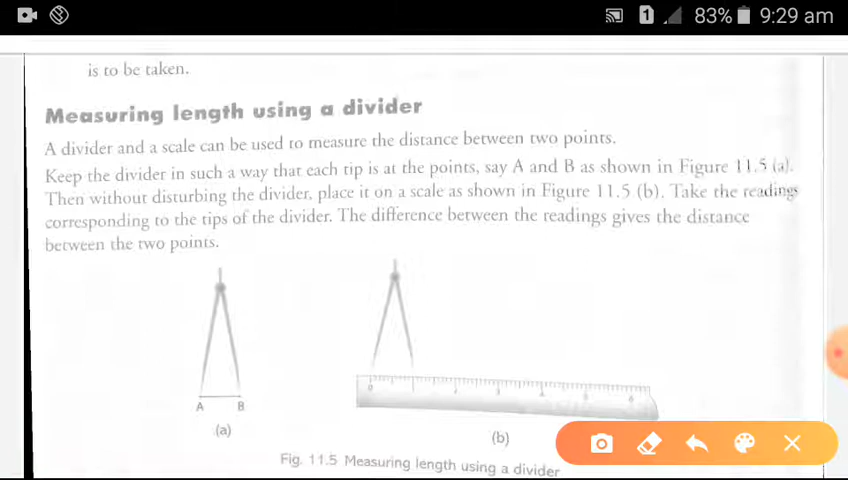 1 83% 9:29 am
is to be taken.
Measuring length using a divider
A divider and a scale can be used to measure the distance between two points.
Keep the divider in such a way that each tip is at the points, say A and B as shown in Figure 11.5 (a).
Then without disturbing the divider, place it on a scale as shown in Figure 11.5 (b). Take the readings
corresponding to the tips of the divider. The difference between the readings gives the distance
between the two points.
0
A B
(a)
(b)
Fig. 11.5 Measuring length using a divider